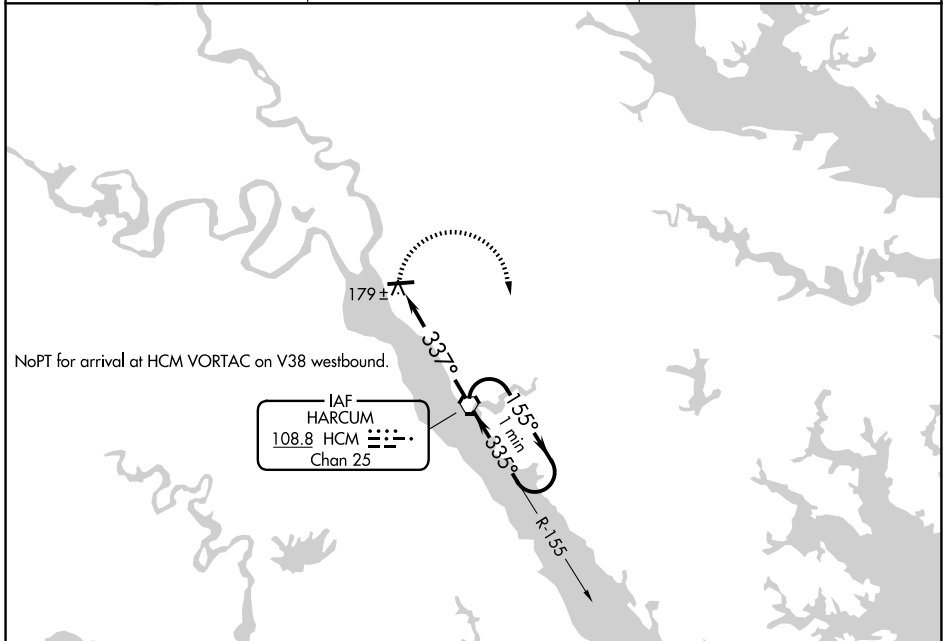 179±
337°
NoPT for arrival at HCM VORTAC on V38 westbound.
IAF
HARCUM
108.8 HCM
Chan 25
155°
1 min
335°
R-155